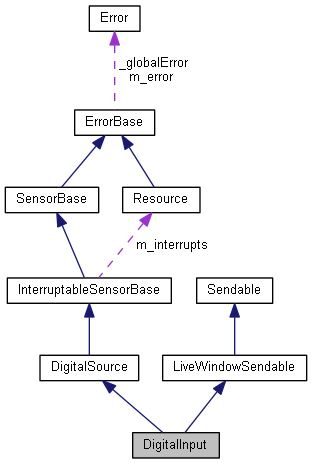 Error
_globalError
m_error
ErrorBase
SensorBase
Resource
m_interrupts
InterruptableSensorBase
Sendable
DigitalSource
LiveWindowSendable
DigitalInput